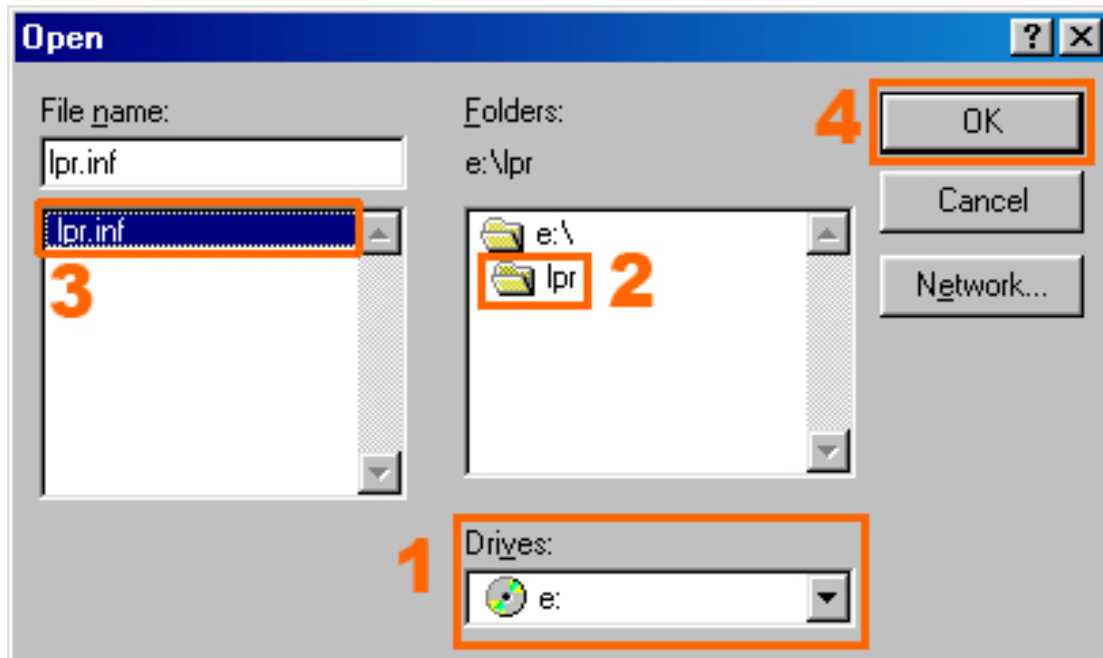 Open
File name:
lpr.inf
lpr.inf
3
Folders:
e:\lpr
e:\
lpr
2
1
Drives:
e:
4
OK
Cancel
Network...